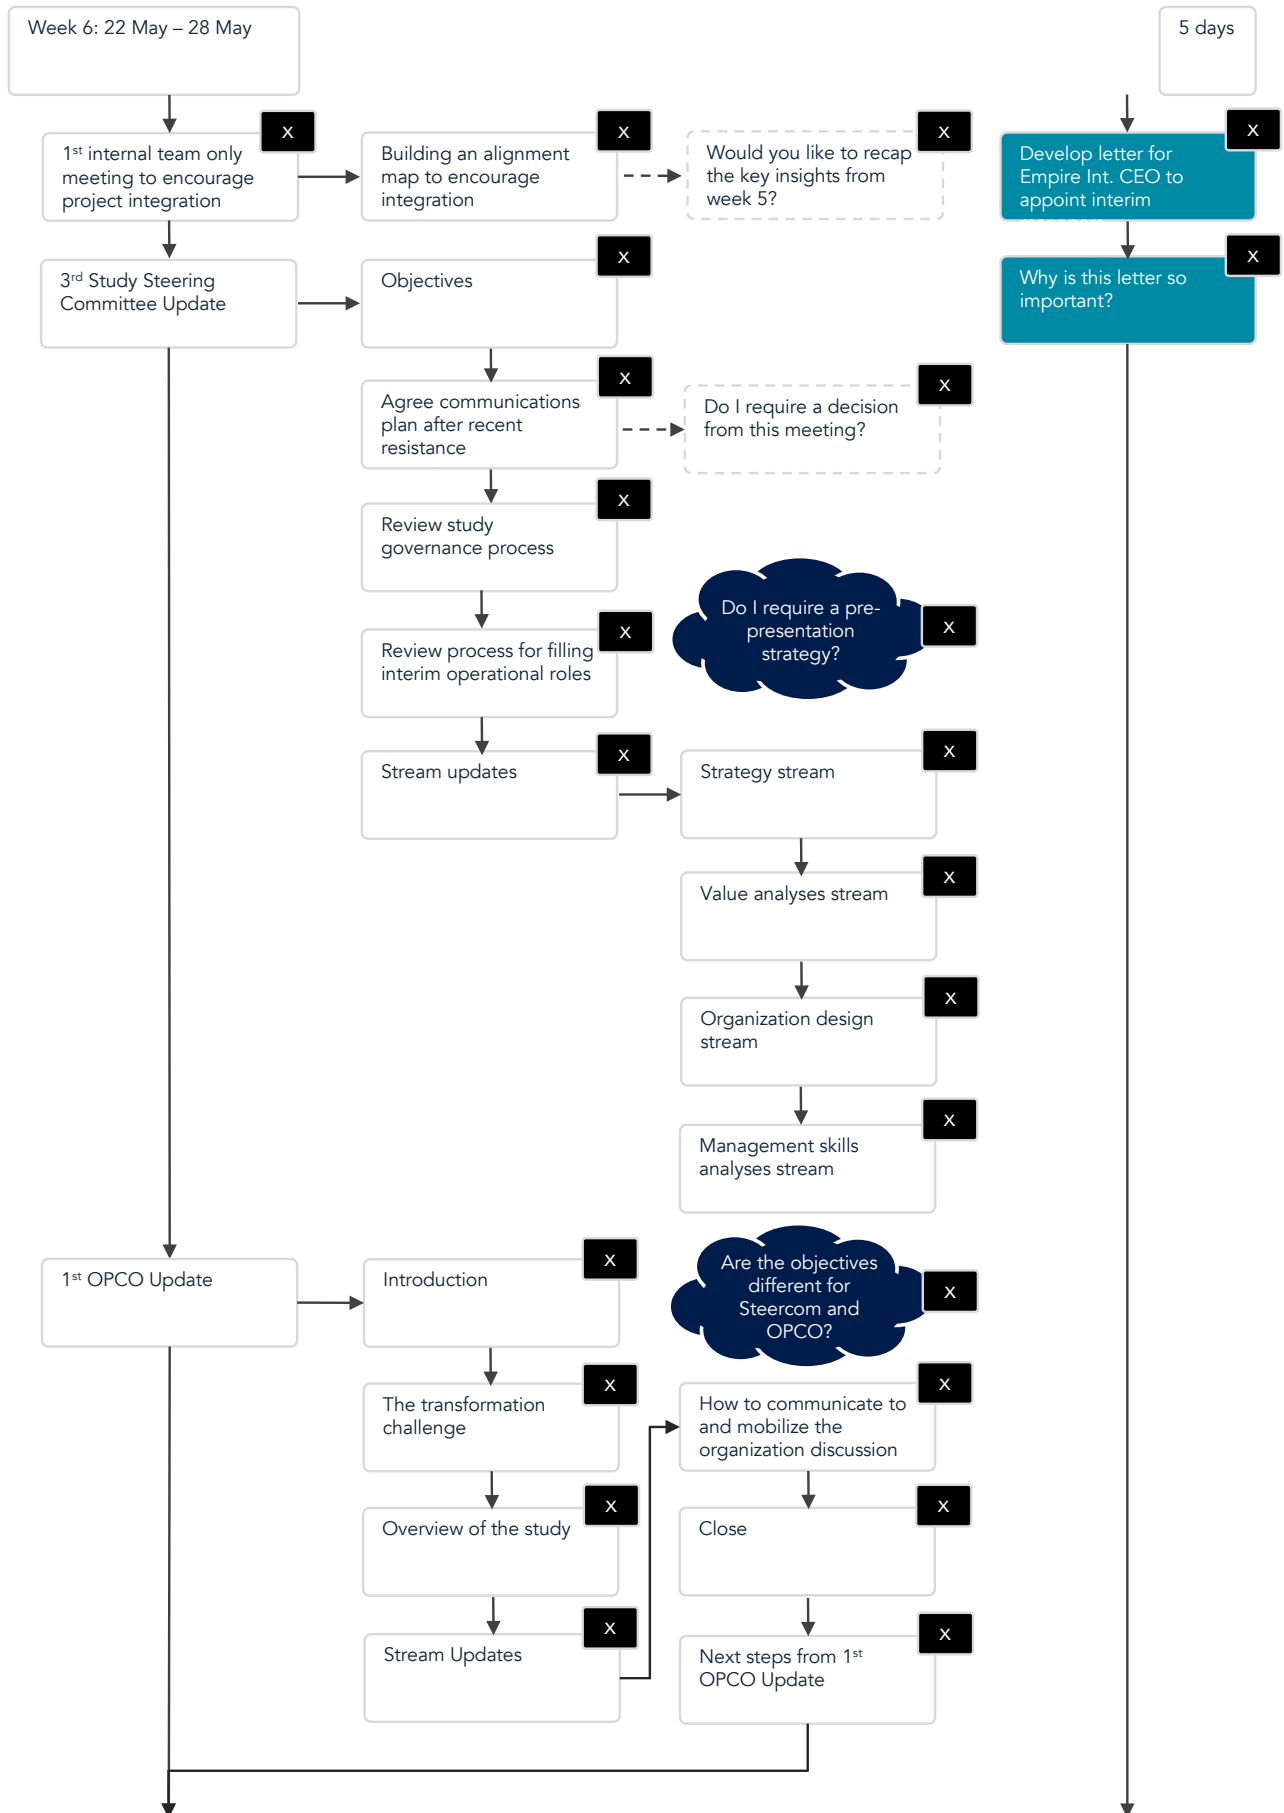 Week 6: 22 May – 28 May
5 days
X
1st internal team only
meeting to encourage
project integration
X
Building an alignment
map to encourage
integration
X
Would you like to recap
the key insights from
week 5?
X
Develop letter for
Empire Int. CEO to
appoint interim
3rd Study Steering
Committee Update
X
Objectives
X
Why is this letter so
important?
X
Agree communications
plan after recent
resistance
X
Do I require a decision
from this meeting?
X
Review study
governance process
X
Review process for filling
interim operational roles
X
Do I require a pre-
presentation
strategy?
X
Stream updates
X
Strategy stream
X
Value analyses stream
X
Organization design
stream
X
Management skills
analyses stream
1st OPCO Update
X
Introduction
X
Are the objectives
different for
Steercom and
OPCO?
X
The transformation
challenge
X
How to communicate to
and mobilize the
organization discussion
X
Overview of the study
X
Close
X
Stream Updates
X
Next steps from 1st
OPCO Update